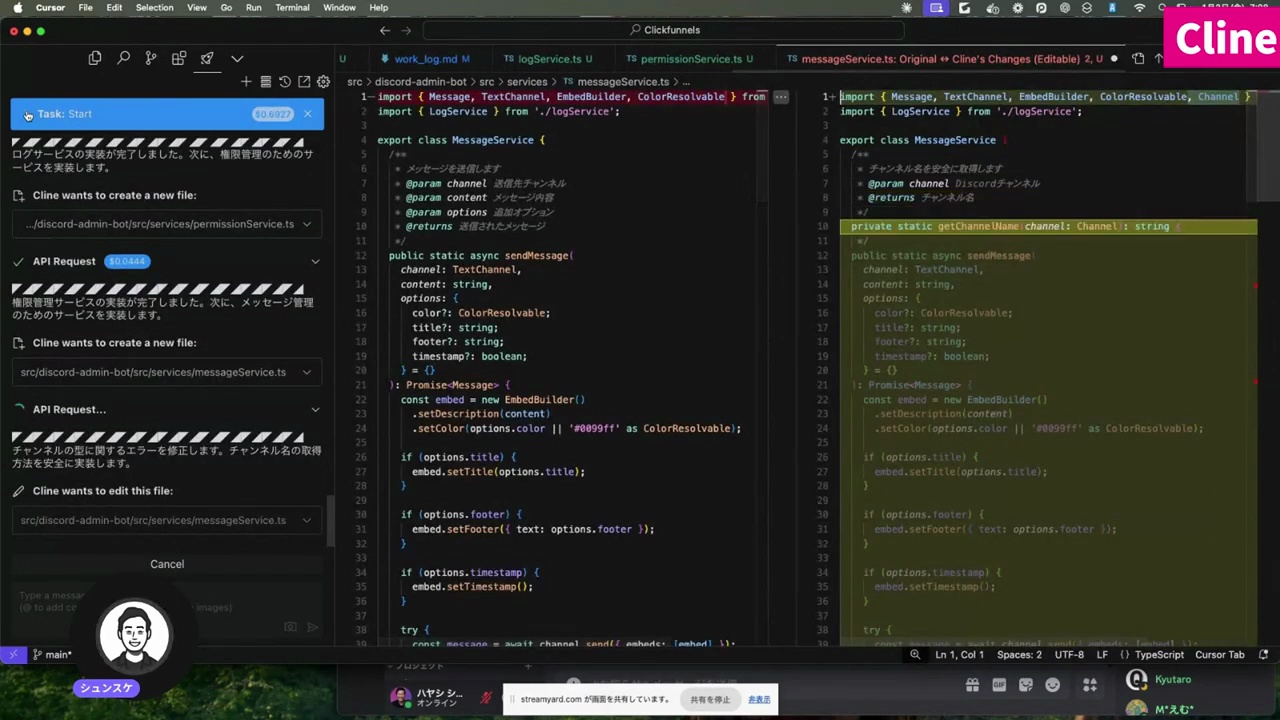 Cursor File Edit Selection View Go Run Terminal Window Help
Cline
Clickfunnels
U work_log.md M logService.ts U permissionService.ts U messageService.ts: Original ↔ Cline's Changes (Editable) 2, U
src > discord-admin-bot > src > services > messageService.ts > ...
Task: Start $0.6927
ログサービスの実装が完了しました。次に、権限管理のためのサ
ービスを実装します。
Cline wants to create a new file:
.../discord-admin-bot/src/services/permissionService.ts
API Request $0.0444
権限管理サービスの実装が完了しました。次に、メッセージ管理
のためのサービスを実装します。
Cline wants to create a new file:
src/discord-admin-bot/src/services/messageService.ts
API Request...
チャンネルの型に関するエラーを修正します。チャンネル名の取得
方法を安全に実装します。
Cline wants to edit this file:
src/discord-admin-bot/src/services/messageService.ts
Cancel
Type a message
(@ to add co
images)
1 import { Message, TextChannel, EmbedBuilder, ColorResolvable } from
2 import { LogService } from './logService';
3
4 export class MessageService {
5 /**
6 * メッセージを送信します
7 * @param channel 送信先チャンネル
8 * @param content メッセージ内容
9 * @param options 追加オプション
10 * @returns 送信されたメッセージ
11 */
12 public static async sendMessage(
13 channel: TextChannel,
14 content: string,
15 options: {
16 color?: ColorResolvable;
17 title?: string;
18 footer?: string;
19 timestamp?: boolean;
20 } = {}
21 ): Promise<Message> {
22 const embed = new EmbedBuilder()
23 .setDescription(content)
24 .setColor(options.color || '#0099ff' as ColorResolvable);
25
26 if (options.title) {
27 embed.setTitle(options.title);
28 }
29
30 if (options.footer) {
31 embed.setFooter({ text: options.footer });
32 }
33
34 if (options.timestamp) {
35 embed.setTimestamp();
36 }
37
38 try {
39 const message = await channel.send({ embeds: [embed] });
1+ import { Message, TextChannel, EmbedBuilder, ColorResolvable, Channel }
2 import { LogService } from './logService';
3
4 export class MessageService {
5 /**
6 * チャンネル名を安全に取得します
7 * @param channel Discordチャンネル
8 * @returns チャンネル名
9 */
10 private static getChannelName(channel: Channel): string {
11 */
12 public static async sendMessage(
13 channel: TextChannel,
14 content: string,
15 options: {
16 color?: ColorResolvable;
17 title?: string;
18 footer?: string;
19 timestamp?: boolean;
20 } = {}
21 ): Promise<Message> {
22 const embed = new EmbedBuilder()
23 .setDescription(content)
24 .setColor(options.color || '#0099ff' as ColorResolvable);
25
26 if (options.title) {
27 embed.setTitle(options.title);
28 }
29
30 if (options.footer) {
31 embed.setFooter({ text: options.footer });
32 }
33
34 if (options.timestamp) {
35 embed.setTimestamp();
36 }
37
38 try {
39 const message = await channel.send({ embeds: [embed] });
main* Ln 1, Col 1 Spaces: 2 UTF-8 LF {} TypeScript Cursor Tab
シュンスケ
プロジェクト
ハヤシ シ...
オンライン
streamyard.com が画面を共有しています。 共有を停止 非表示
GIF
Kyutaro
M*えむ*